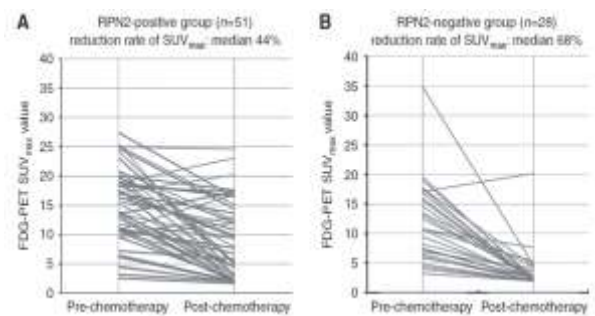 A
RPN2-positive group (n=51)
reduction rate of SUVmax: median 44%
FDG-PET SUVmax value
40
35
30
25
20
15
10
5
0
Pre-chemotherapy Post-chemotherapy
B
RPN2-negative group (n=28)
reduction rate of SUVmax: median 68%
FDG-PET SUVmax value
40
35
30
25
20
15
10
5
0
Pre-chemotherapy Post-chemotherapy